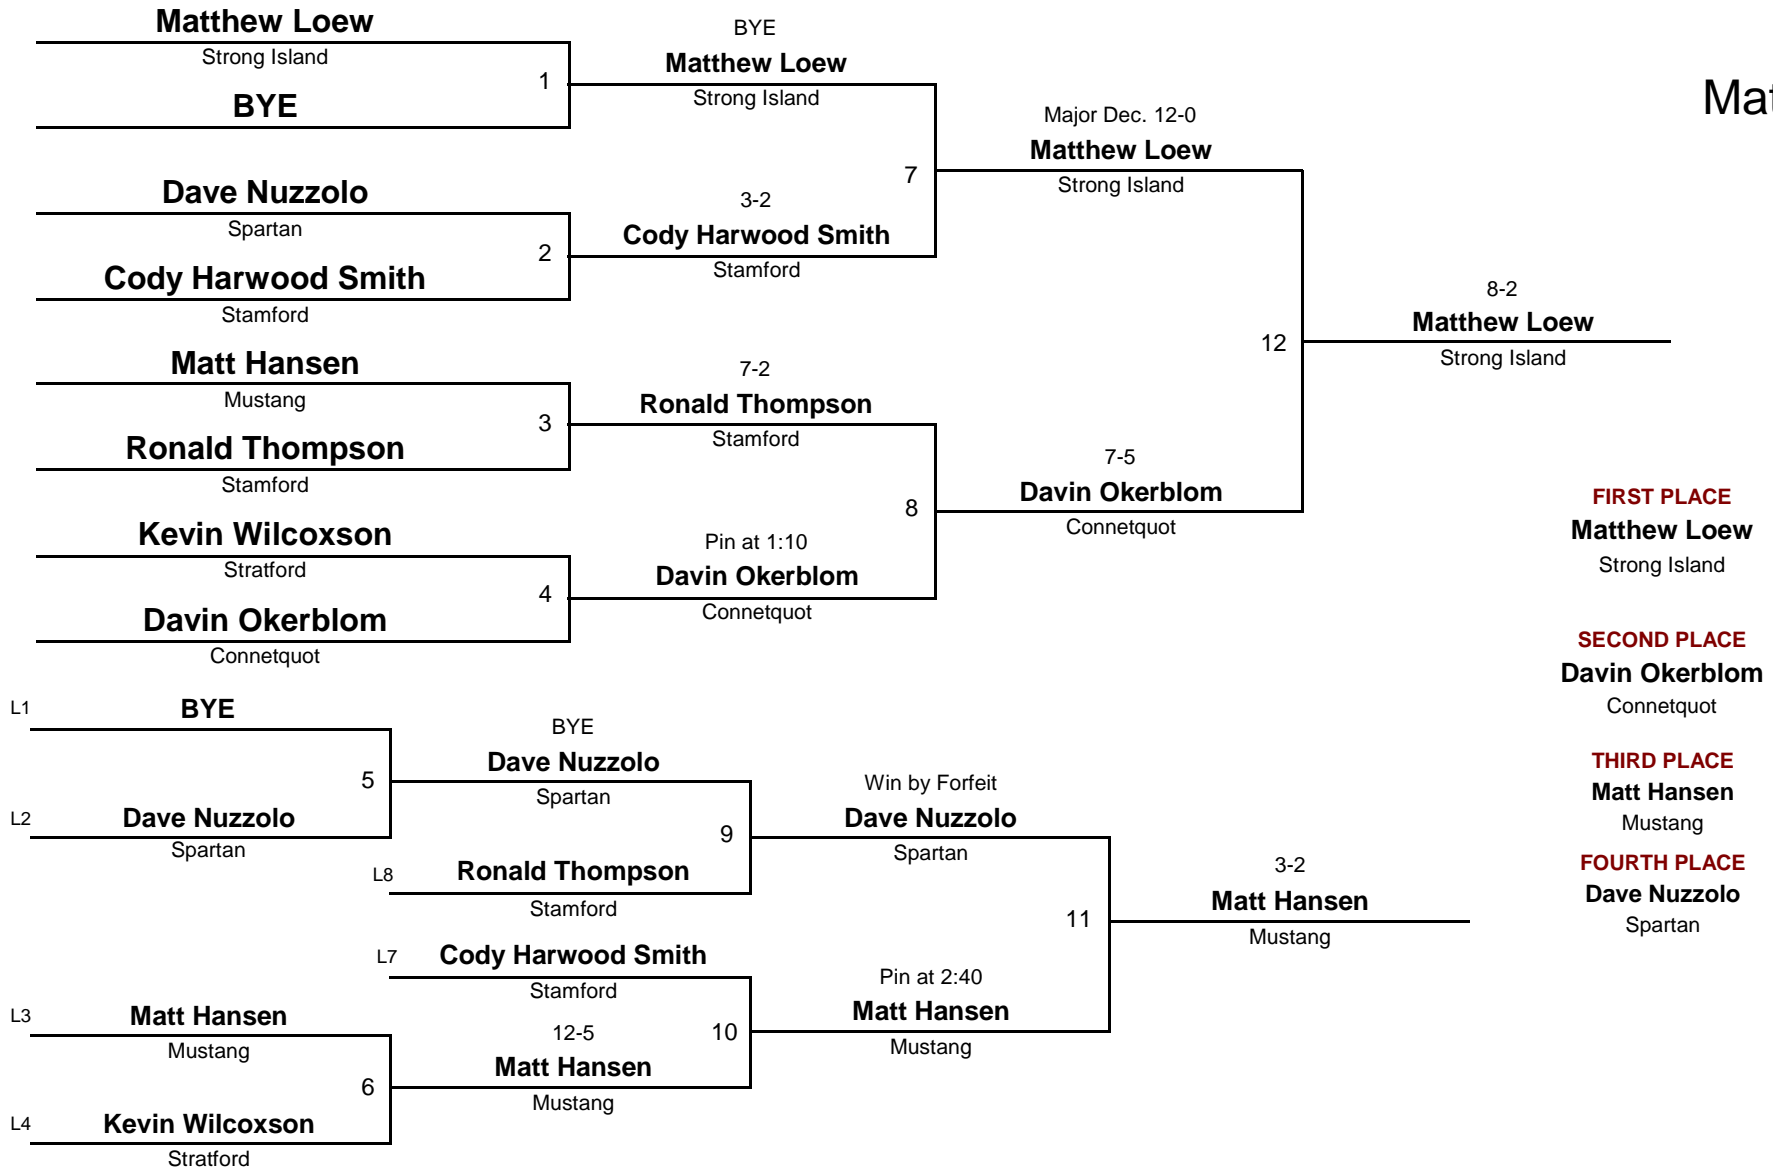 Matthew Loew
Strong Island
1
BYE
BYE
Matthew Loew
Strong Island
Dave Nuzzolo
Spartan
2
Cody Harwood Smith
Stamford
3-2
Cody Harwood Smith
Stamford
7
Major Dec. 12-0
Matthew Loew
Strong Island
Matt Hansen
Mustang
3
Ronald Thompson
Stamford
7-2
Ronald Thompson
Stamford
Kevin Wilcoxson
Stratford
4
Davin Okerblom
Connetquot
Pin at 1:10
Davin Okerblom
Connetquot
8
7-5
Davin Okerblom
Connetquot
12
8-2
Matthew Loew
Strong Island
Mat
FIRST PLACE
Matthew Loew
Strong Island
SECOND PLACE
Davin Okerblom
Connetquot
THIRD PLACE
Matt Hansen
Mustang
FOURTH PLACE
Dave Nuzzolo
Spartan
L1
BYE
5
L2
Dave Nuzzolo
Spartan
BYE
Dave Nuzzolo
Spartan
9
L8
Ronald Thompson
Stamford
Win by Forfeit
Dave Nuzzolo
Spartan
L7
Cody Harwood Smith
Stamford
10
L3
Matt Hansen
Mustang
6
L4
Kevin Wilcoxson
Stratford
12-5
Matt Hansen
Mustang
Pin at 2:40
Matt Hansen
Mustang
11
3-2
Matt Hansen
Mustang